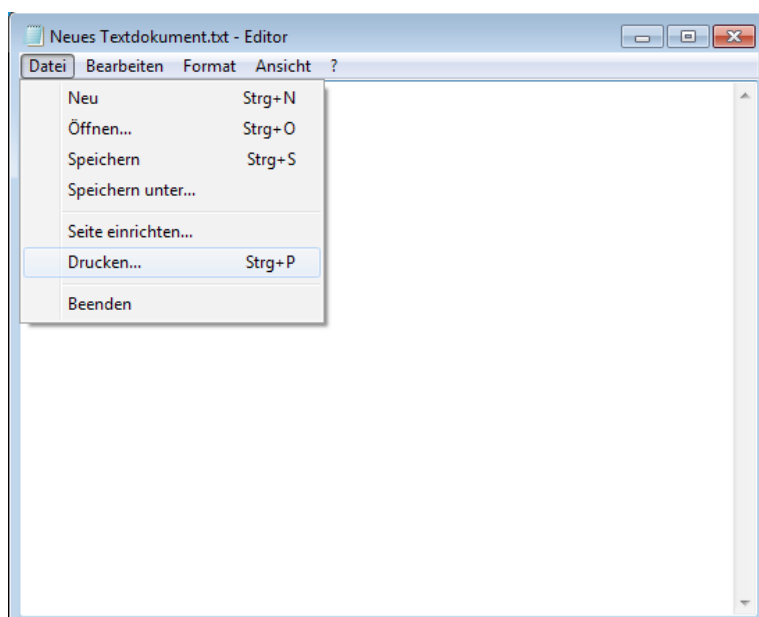 Neues Textdokument.txt - Editor
Datei Bearbeiten Format Ansicht ?
Neu Strg+N
Öffnen... Strg+O
Speichern Strg+S
Speichern unter...
Seite einrichten...
Drucken... Strg+P
Beenden